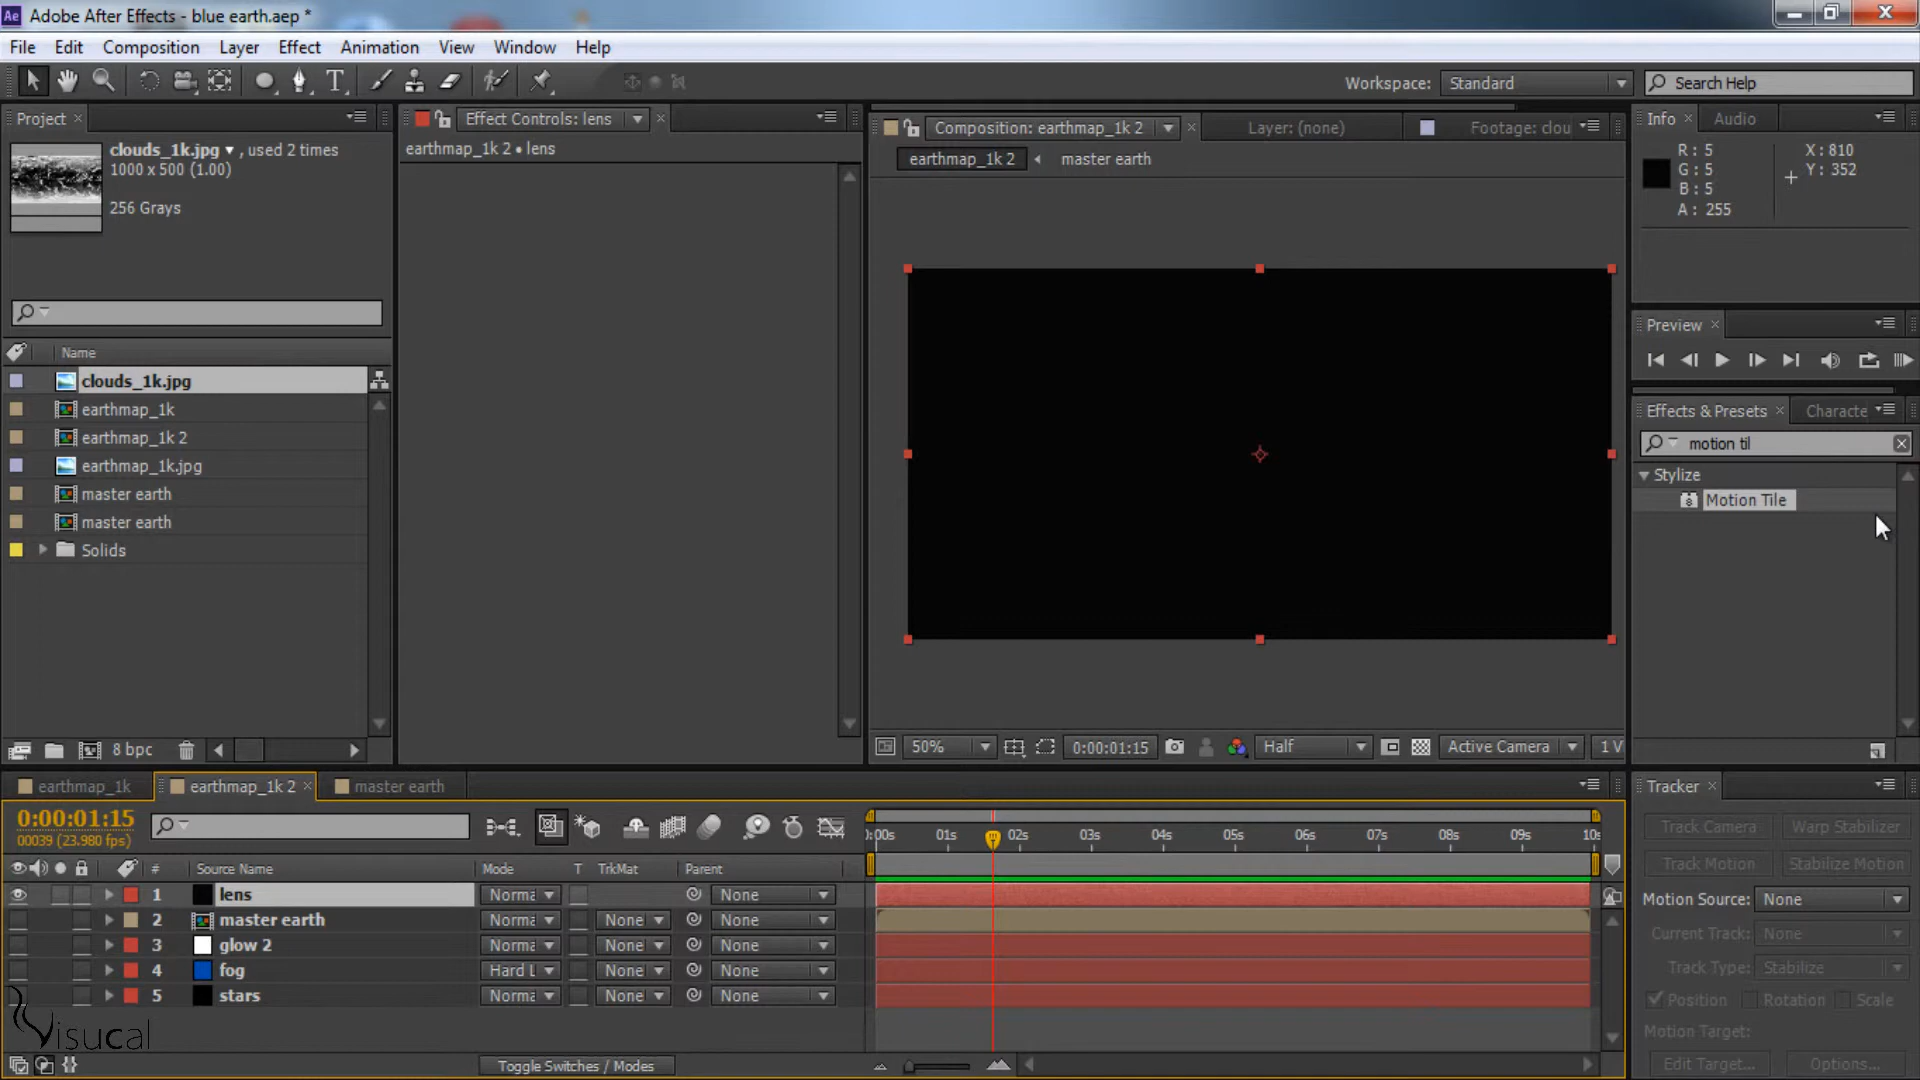 Adobe After Effects - blue earth.aep *
File Edit Composition Layer Effect Animation View Window Help
Workspace: Standard Search Help
Project
clouds_1k.jpg , used 2 times
1000 x 500 (1.00)
256 Grays
Name
clouds_1k.jpg
earthmap_1k
earthmap_1k 2
earthmap_1k.jpg
master earth
master earth
Solids
8 bpc
Effect Controls: lens
earthmap_1k 2 • lens
Composition: earthmap_1k 2 Layer: (none) Footage: clou
earthmap_1k 2 master earth
50% 0:00:01:15 Half Active Camera 1 V
Info Audio
R: 5 X: 810
G: 5 Y: 352
B: 5
A: 255
Preview
Effects & Presets Characte
motion til
Stylize
Motion Tile
earthmap_1k earthmap_1k 2 master earth
0:00:01:15
00039 (23.980 fps)
:00s 01s 02s 03s 04s 05s 06s 07s 08s 09s 10s
# Source Name Mode T TrkMat Parent
1 lens Norma None
2 master earth Norma None None
3 glow 2 Norma None None
4 fog Hard L None None
5 stars Norma None None
Visucal
Toggle Switches / Modes
Tracker
Track Camera Warp Stabilizer
Track Motion Stabilize Motion
Motion Source: None
Current Track: None
Track Type: Stabilize
Position Rotation Scale
Motion Target:
Edit Target... Options...